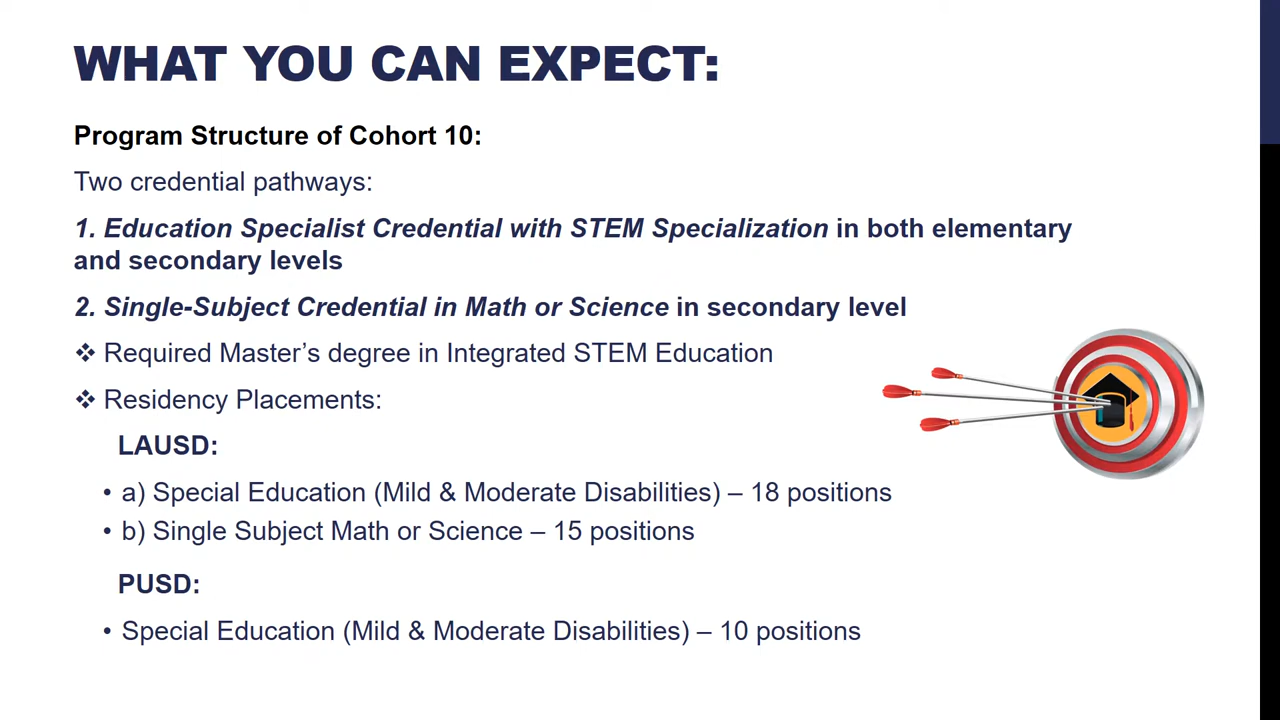 WHAT YOU CAN EXPECT:
Program Structure of Cohort 10:
Two credential pathways:
1. Education Specialist Credential with STEM Specialization in both elementary
and secondary levels
2. Single-Subject Credential in Math or Science in secondary level
❖ Required Master’s degree in Integrated STEM Education
❖ Residency Placements:
LAUSD:
• a) Special Education (Mild & Moderate Disabilities) – 18 positions
• b) Single Subject Math or Science – 15 positions
PUSD:
• Special Education (Mild & Moderate Disabilities) – 10 positions